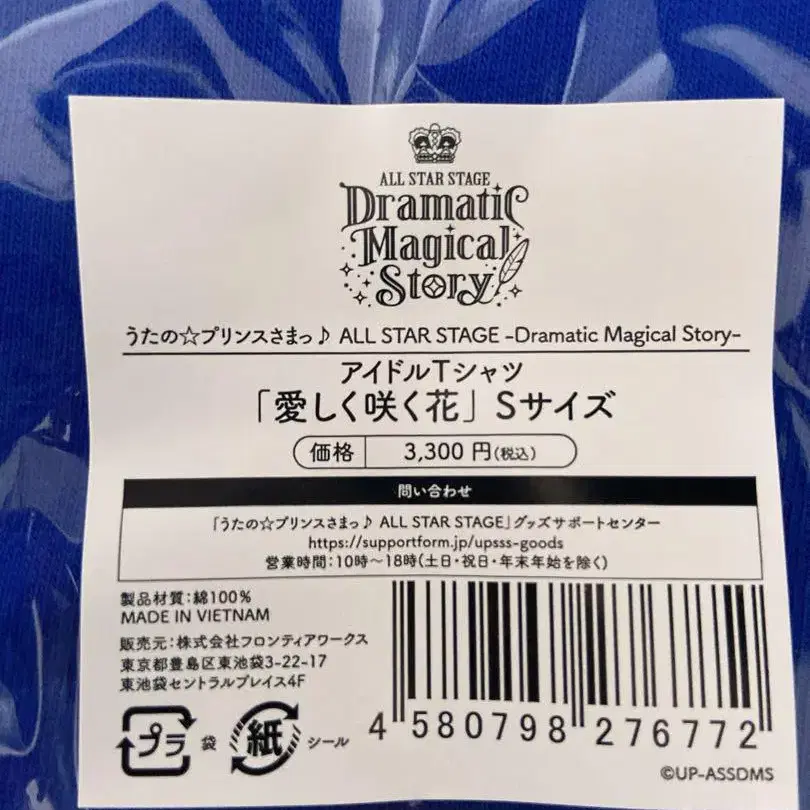 ALL STAR STAGE
Dramatic
Magical
Story
うたの☆プリンスさまっ♪ ALL STAR STAGE -Dramatic Magical Story-
アイドルTシャツ
「愛しく咲く花」 Sサイズ
価格 3,300 円(税込)
問い合わせ
「うたの☆プリンスさまっ♪ ALL STAR STAGE」グッズサポートセンター
https://supportform.jp/upsss-goods
営業時間:10時〜18時(土日・祝日・年末年始を除く)
製品材質:綿100%
MADE IN VIETNAM
販売元:株式会社フロンティアワークス
東京都豊島区東池袋3-22-17
東池袋セントラルプレイス4F
プラ 袋 紙 シール
4 580798 276772
©UP-ASSDMS